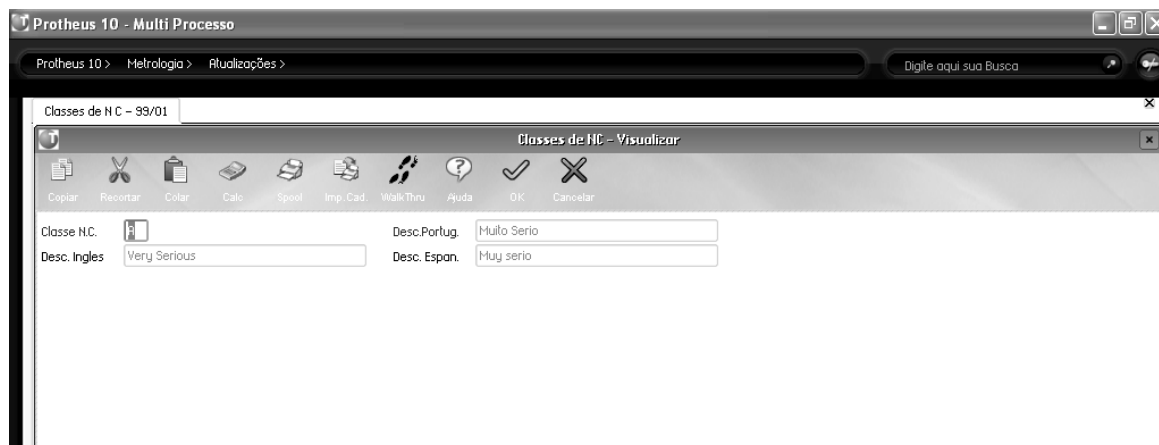 Protheus 10 - Multi Processo
Protheus 10 > Metrologia > Atualizações > Digite aqui sua Busca
Classes de N C - 99/01
Classes de NC - Visualizar
Copiar Recortar Colar Calc Spool Imp. Cad. WalkThru Ajuda OK Cancelar
Classe N.C. A Desc.Portug. Muito Serio
Desc. Ingles Very Serious Desc. Espan. Muy serio